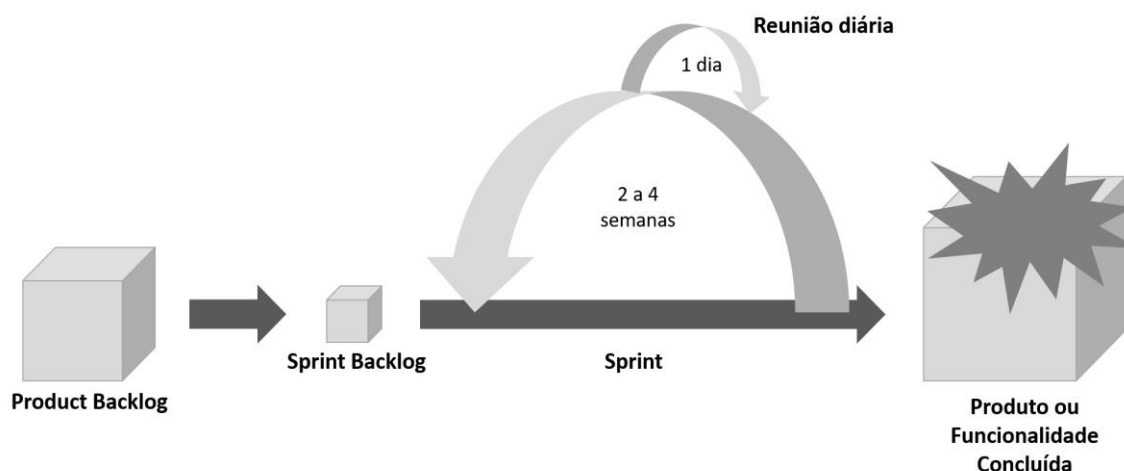 Reunião diária
1 dia
2 a 4
semanas
Product Backlog
Sprint Backlog
Sprint
Produto ou
Funcionalidade
Concluída